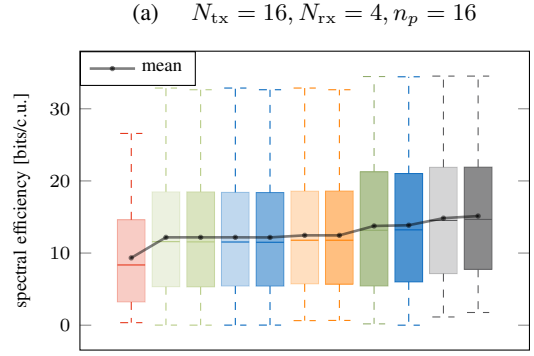 (a) N_tx = 16, N_rx = 4, n_p = 16
mean
30
20
10
0
spectral efficiency [bits/c.u.]